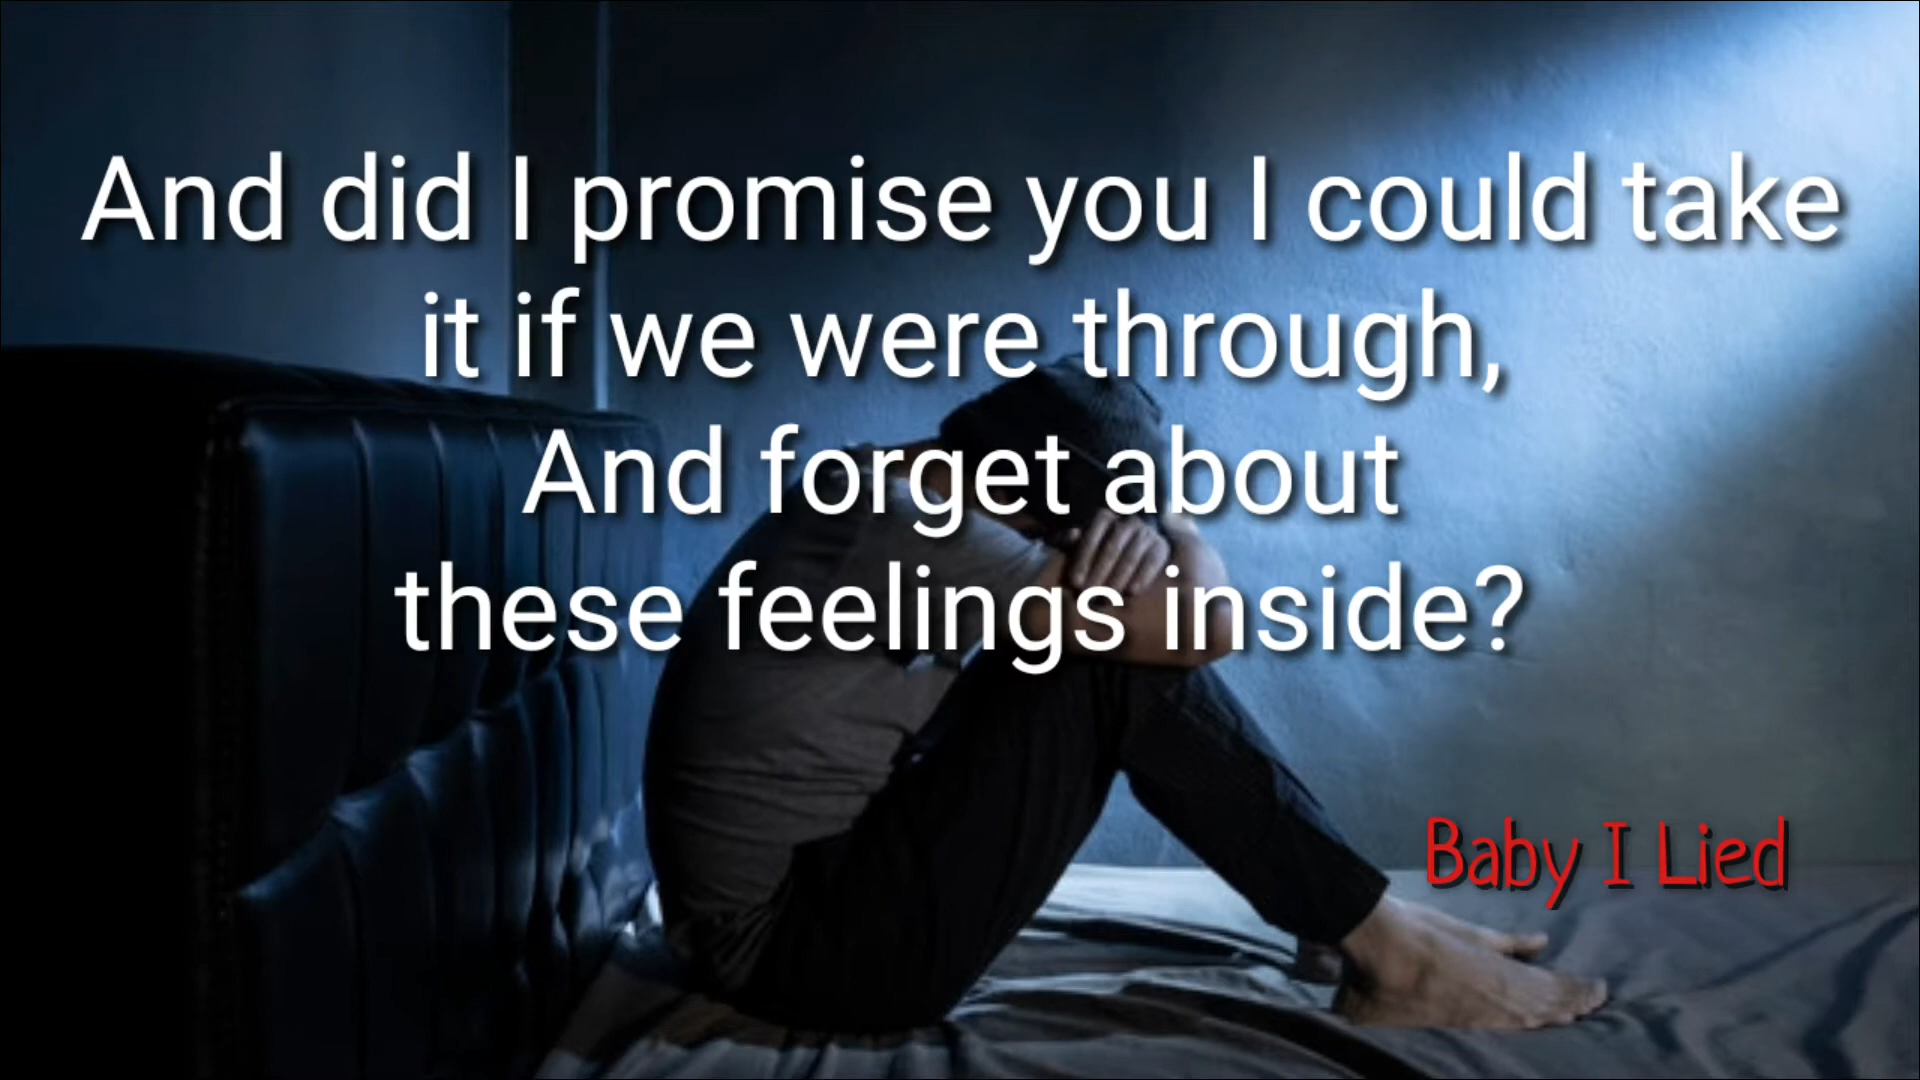 And did I promise you I could take
it if we were through,
And forget about
these feelings inside?
Baby I Lied